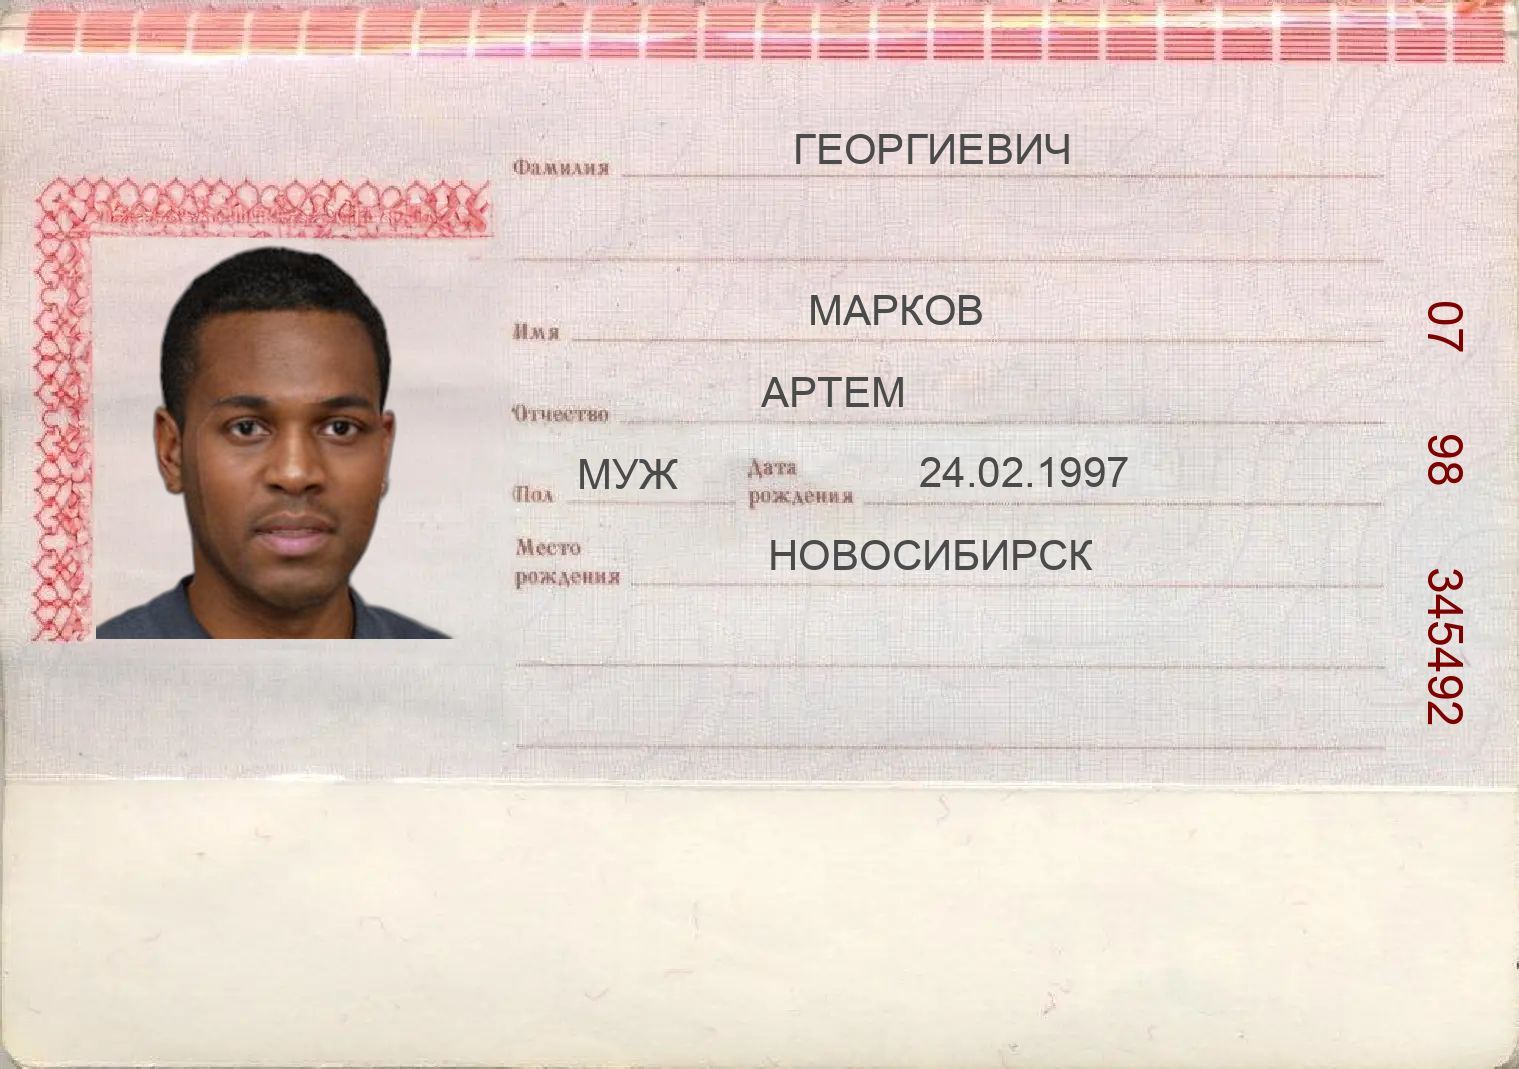 Фамилия ГЕОРГИЕВИЧ
Имя МАРКОВ
Отчество АРТЕМ
Пол МУЖ Дата рождения 24.02.1997
Место рождения НОВОСИБИРСК
07 98 345492